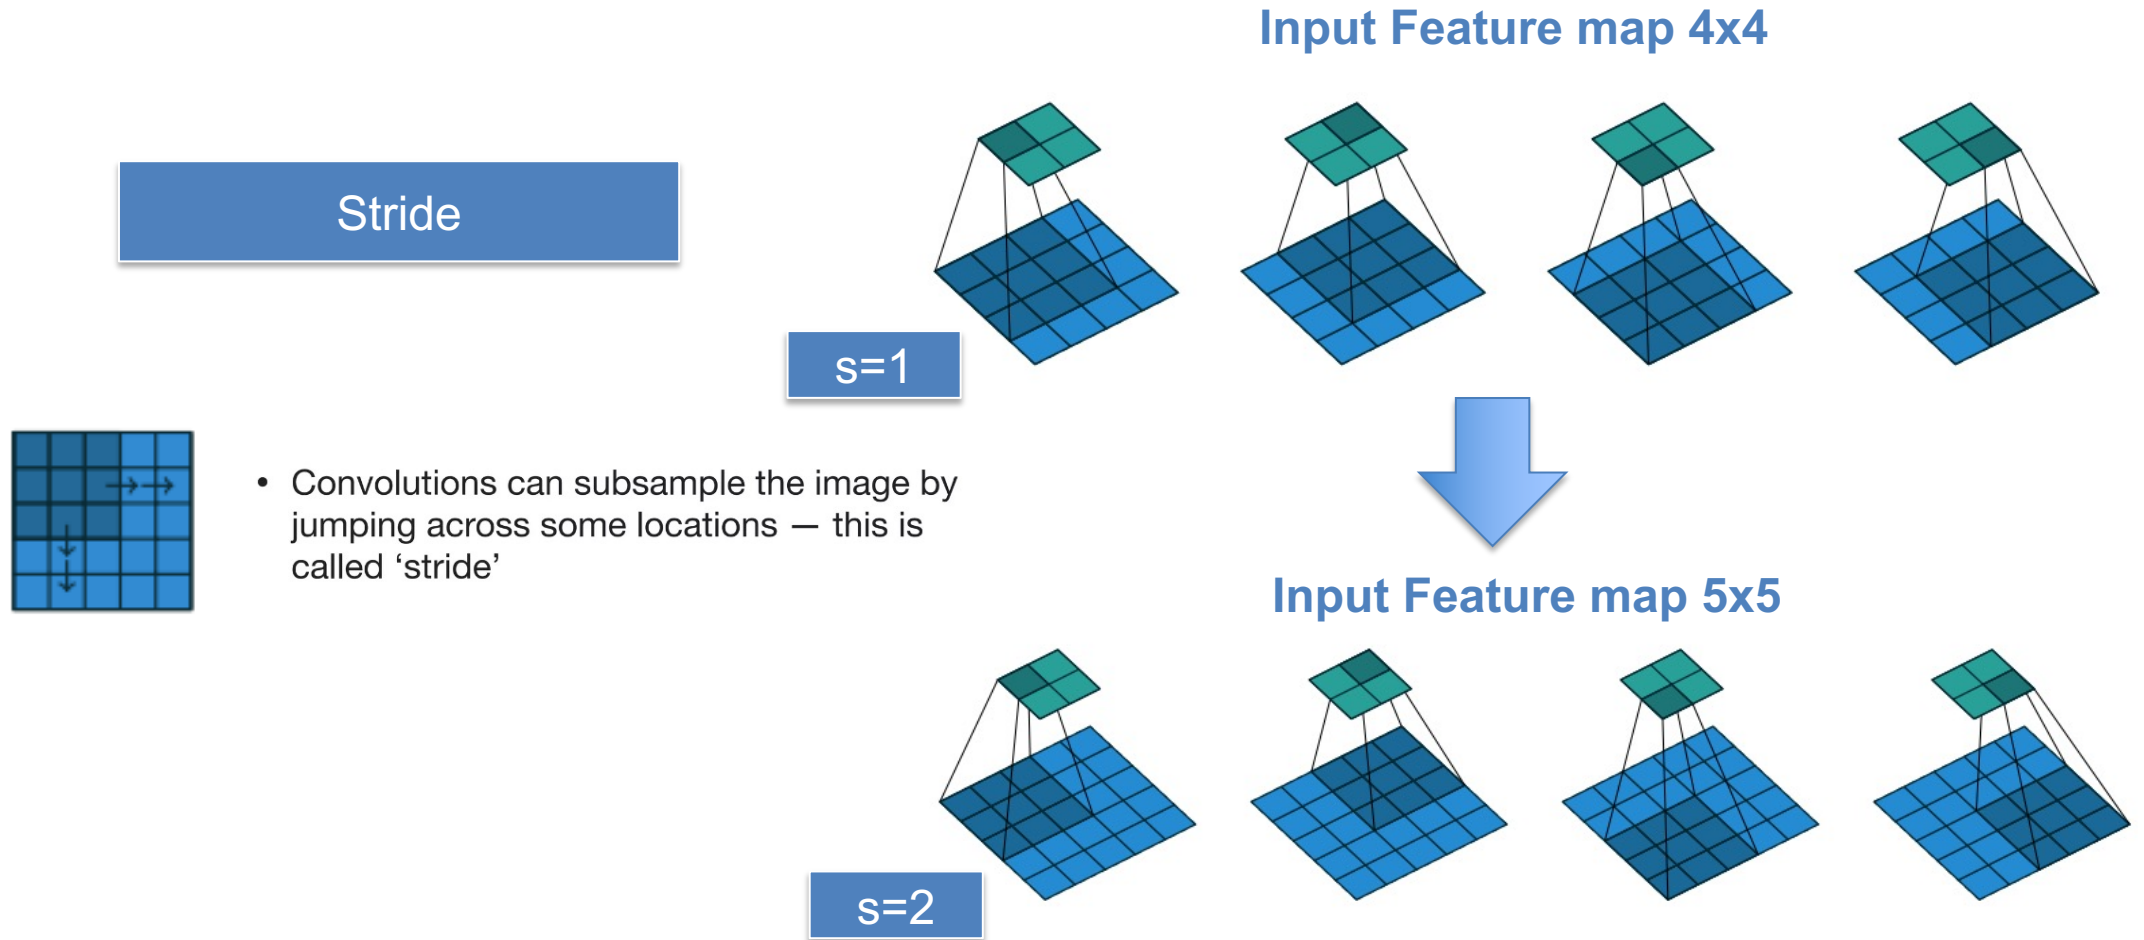 Input Feature map 4x4
Stride
s=1
• Convolutions can subsample the image by
jumping across some locations — this is
called ‘stride’
Input Feature map 5x5
s=2